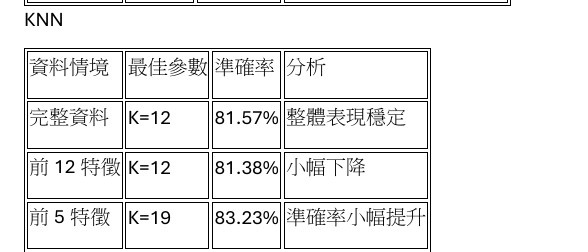 KNN
資料情境 最佳參數 準確率 分析
完整資料 K=12 81.57% 整體表現穩定
前 12 特徵 K=12 81.38% 小幅下降
前 5 特徵 K=19 83.23% 準確率小幅提升